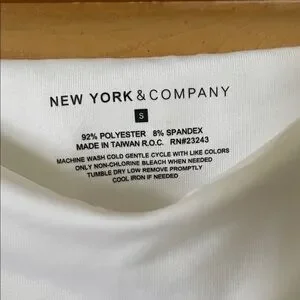 NEW YORK & COMPANY
S
92% POLYESTER 8% SPANDEX
MADE IN TAIWAN R.O.C. RN#23243
MACHINE WASH COLD GENTLE CYCLE WITH LIKE COLORS
ONLY NON-CHLORINE BLEACH WHEN NEEDED
TUMBLE DRY LOW REMOVE PROMPTLY
COOL IRON IF NEEDED